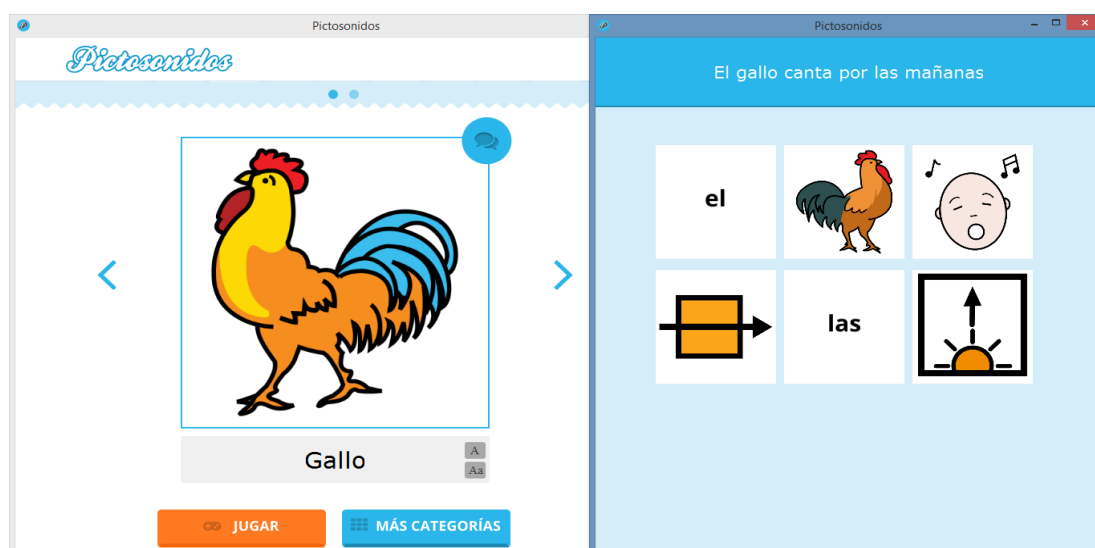 Pictosonidos
Pictosonidos
Gallo
A
Aa
JUGAR
MÁS CATEGORÍAS
Pictosonidos
El gallo canta por las mañanas
el
las